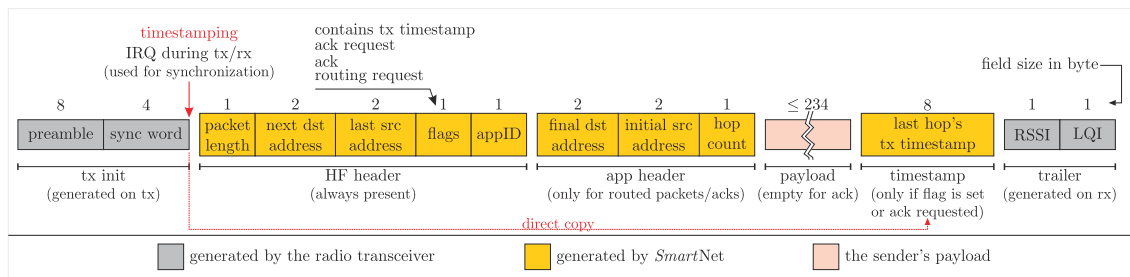 timestamping
IRQ during tx/rx
(used for synchronization)
contains tx timestamp
ack request
ack
routing request
field size in byte
8 4 1 2 2 1 1 2 2 1 ≤ 234 8 1 1
preamble
sync word
packet
length
next dst
address
last src
address
flags
appID
final dst
address
initial src
address
hop
count
last hop's
tx timestamp
RSSI
LQI
tx init
(generated on tx)
HF header
(always present)
app header
(only for routed packets/acks)
payload
(empty for ack)
timestamp
(only if flag is set
or ack requested)
trailer
(generated on rx)
direct copy
generated by the radio transceiver
generated by SmartNet
the sender's payload